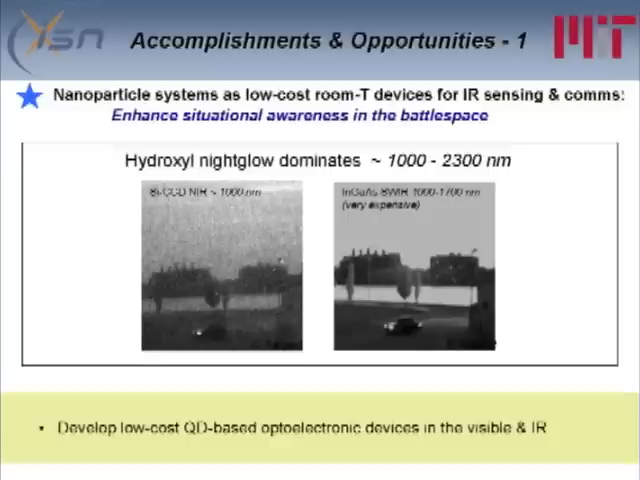 ISN
Accomplishments & Opportunities - 1
MIT
Nanoparticle systems as low-cost room-T devices for IR sensing & comms:
Enhance situational awareness in the battlespace
Hydroxyl nightglow dominates ~ 1000 - 2300 nm
Si-CCD NIR ~ 1000 nm
InGaAs SWIR 1000-1700 nm
(very expensive)
• Develop low-cost QD-based optoelectronic devices in the visible & IR